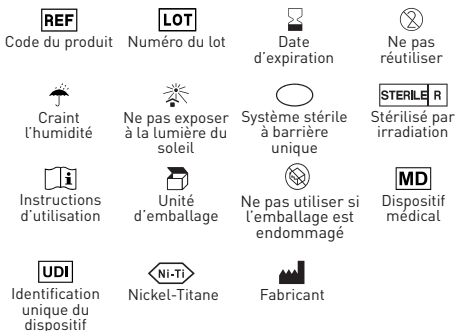 REF
Code du produit
LOT
Numéro du lot
Date
d'expiration
2
Ne pas
réutiliser
Craint
l'humidité
Ne pas exposer
à la lumière du
soleil
Système stérile
à barrière
unique
STERILE R
Stérilisé par
irradiation
i
Instructions
d'utilisation
Unité
d'emballage
Ne pas utiliser si
l'emballage est
endommagé
MD
Dispositif
médical
UDI
Identification
unique du
dispositif
Ni-Ti
Nickel-Titane
Fabricant